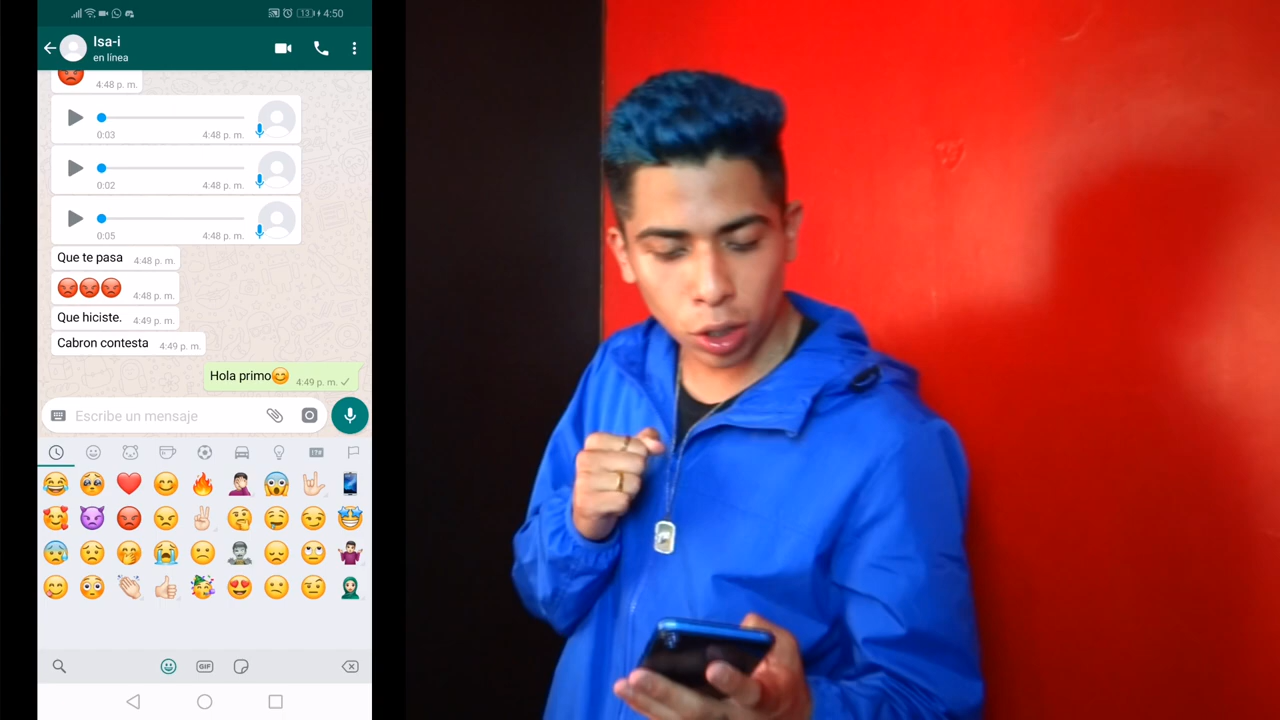 13 4:50
Isa-i
en línea
4:48 p. m.
0:03 4:48 p. m.
0:02 4:48 p. m.
0:05 4:48 p. m.
Que te pasa 4:48 p. m.
4:48 p. m.
Que hiciste. 4:49 p. m.
Cabron contesta 4:49 p. m.
Hola primo😊 4:49 p. m.
Escribe un mensaje
GIF